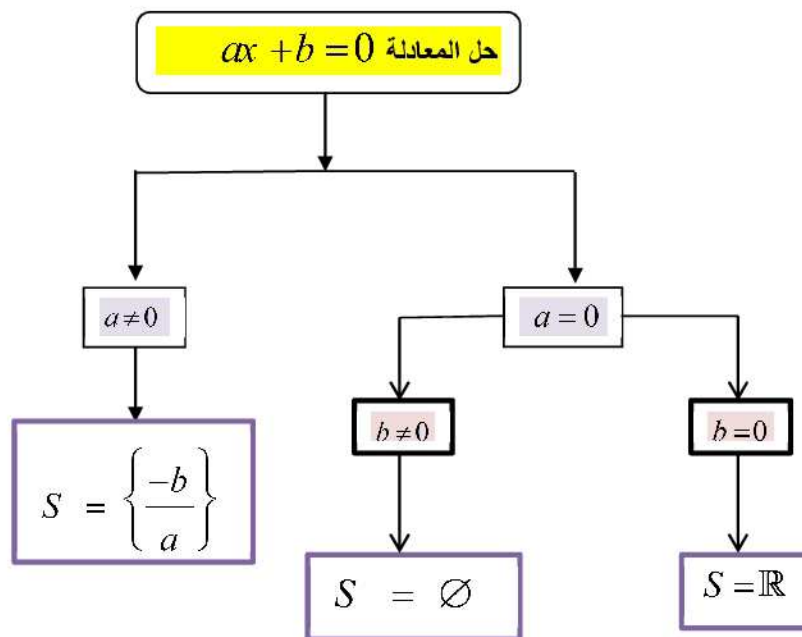 حل المعادلة ax + b = 0
a ≠ 0
a = 0
b ≠ 0
b = 0
S = {-b/a}
S = ∅
S = ℝ